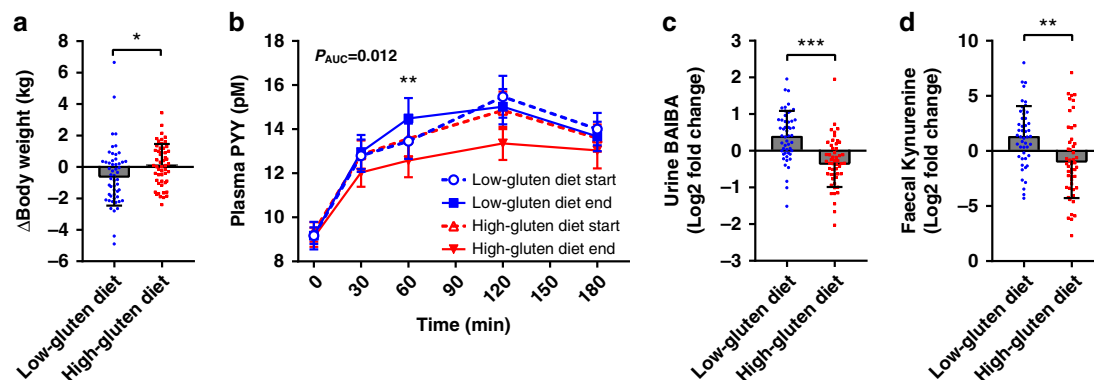 a
*
ΔBody weight (kg)
8
6
4
2
0
−2
−4
−6
Low-gluten diet
High-gluten diet
b
PAUC=0.012
**
Plasma PYY (pM)
18
16
14
12
10
8
Low-gluten diet start
Low-gluten diet end
High-gluten diet start
High-gluten diet end
0 30 60 90 120 150 180
Time (min)
c
***
Urine BAIBA
(Log2 fold change)
3
2
1
0
−1
−2
−3
Low-gluten diet
High-gluten diet
d
**
Faecal Kynurenine
(Log2 fold change)
10
5
0
−5
−10
Low-gluten diet
High-gluten diet